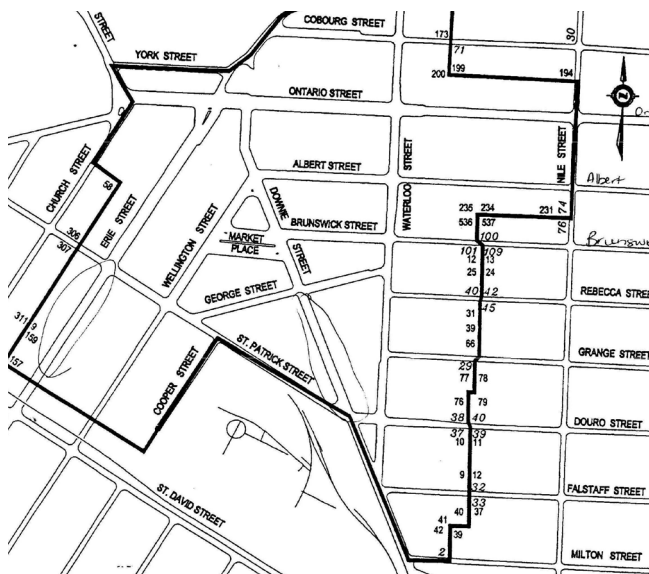 STREET
COBOURG STREET
173
30
YORK STREET
71
199
200
194
ONTARIO STREET
N
ALBERT STREET
STREET
NILE STREET
Albert
58
CHURCH STREET
ERIE STREET
WATERLOO
DOWNIE
BRUNSWICK STREET
235 234
231
74
536 537
76
100
306
307
WELLINGTON STREET
MARKET
PLACE
STREET
101 109
12 13
25 24
GEORGE STREET
40 42
REBECCA STREE
45
31
311 9
159
39
ST. PATRICK STREET
66
GRANGE STREET
157
29
77 78
COOPER STREET
76 79
38 40
DOURO STREET
37 39
10 11
9 12
32
FALSTAFF STREET
ST. DAVID STREET
33
40 37
41
42 39
2
MILTON STREET